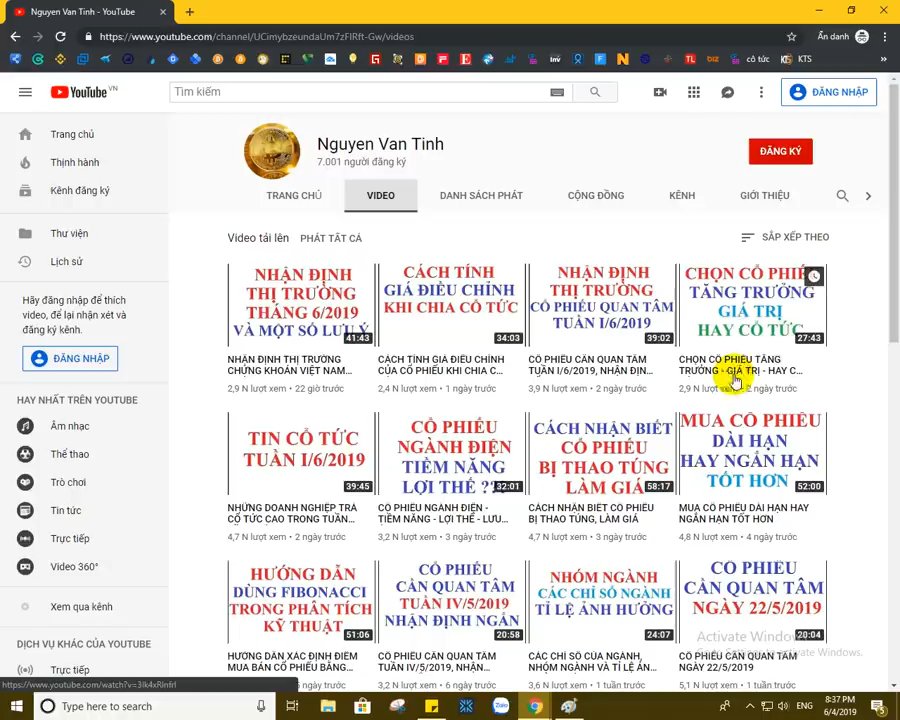 Nguyen Van Tinh - YouTube
https://www.youtube.com/channel/UCimybzeundaUm7zFIRft-Gw/videos
Ẩn danh
cô tức
KTS
YouTube VN
Tìm kiếm
ĐĂNG NHẬP
Trang chủ
Thịnh hành
Kênh đăng ký
Thư viện
Lịch sử
Hãy đăng nhập để thích
video, để lại nhận xét và
đăng ký kênh.
ĐĂNG NHẬP
HAY NHẤT TRÊN YOUTUBE
Âm nhạc
Thể thao
Trò chơi
Tin tức
Trực tiếp
Video 360°
Xem qua kênh
DỊCH VỤ KHÁC CỦA YOUTUBE
Trực tiếp
Nguyen Van Tinh
7.001 người đăng ký
ĐĂNG KÝ
TRANG CHỦ
VIDEO
DANH SÁCH PHÁT
CỘNG ĐỒNG
KÊNH
GIỚI THIỆU
Video tải lên
PHÁT TẤT CẢ
SẮP XẾP THEO
NHẬN ĐỊNH
THỊ TRƯỜNG
THÁNG 6/2019
VÀ MỘT SỐ LƯU Ý
41:43
NHẬN ĐỊNH THỊ TRƯỜNG
CHỨNG KHOÁN VIỆT NAM...
2,9 N lượt xem • 22 giờ trước
CÁCH TÍNH
GIÁ ĐIỀU CHỈNH
KHI CHIA CỔ TỨC
34:03
CÁCH TÍNH GIÁ ĐIỀU CHỈNH
CỦA CỔ PHIẾU KHI CHIA C...
2,4 N lượt xem • 1 ngày trước
NHẬN ĐỊNH
THỊ TRƯỜNG
CỔ PHIẾU QUAN TÂM
TUẦN I/6/2019
39:02
CỔ PHIẾU CẦN QUAN TÂM
TUẦN I/6/2019, NHẬN ĐỊN...
3,9 N lượt xem • 2 ngày trước
CHỌN CỔ PHIẾU
TĂNG TRƯỞNG
GIÁ TRỊ
HAY CỔ TỨC
27:43
CHỌN CỔ PHIẾU TĂNG
TRƯỞNG - GIÁ TRỊ - HAY C...
2,9 N lượt xem • 2 ngày trước
TIN CỔ TỨC
TUẦN I/6/2019
39:45
NHỮNG DOANH NGHIỆP TRẢ
CỔ TỨC CAO TRONG TUẦN...
4,7 N lượt xem • 2 ngày trước
CỔ PHIẾU
NGÀNH ĐIỆN
TIỀM NĂNG
LỢI THẾ ???
32:01
CỔ PHIẾU NGÀNH ĐIỆN -
TIỀM NĂNG - LỢI THẾ - LƯU...
3,2 N lượt xem • 3 ngày trước
CÁCH NHẬN BIẾT
CỔ PHIẾU
BỊ THAO TÚNG
LÀM GIÁ
58:17
CÁCH NHẬN BIẾT CỔ PHIẾU
BỊ THAO TÚNG, LÀM GIÁ
4,7 N lượt xem • 3 ngày trước
MUA CỔ PHIẾU
DÀI HẠN
HAY NGẮN HẠN
TỐT HƠN
52:00
MUA CỔ PHIẾU DÀI HẠN HAY
NGẮN HẠN TỐT HƠN
4,8 N lượt xem • 4 ngày trước
HƯỚNG DẪN
DÙNG FIBONACCI
TRONG PHÂN TÍCH
KỸ THUẬT
51:06
HƯỚNG DẪN XÁC ĐỊNH ĐIỂM
MUA BÁN CỔ PHIẾU BẰNG...
ngày trước
CỔ PHIẾU
CẦN QUAN TÂM
TUẦN IV/5/2019
NHẬN ĐỊNH NGẮN
20:58
CỔ PHIẾU CẦN QUAN TÂM
TUẦN IV/5/2019, NHẬN...
3,8 N lượt xem • 6 ngày trước
NHÓM NGÀNH
CÁC CHỈ SỐ NGÀNH
TỈ LỆ ẢNH HƯỞNG
24:07
CÁC CHỈ SỐ CỦA NGÀNH,
NHÓM NGÀNH VÀ TỈ LỆ ẢN...
3,6 N lượt xem • 1 tuần trước
CỔ PHIẾU
CẦN QUAN TÂM
NGÀY 22/5/2019
20:04
CỔ PHIẾU CẦN QUAN TÂM
NGÀY 22/5/2019
5,1 N lượt xem • 1 tuần trước
Activate Windows
Go to Settings to activate Windows.
https://www.youtube.com/watch?v=3Ik4xRlnfrI
Type here to search
Zalo
8:37 PM
6/4/2019
5